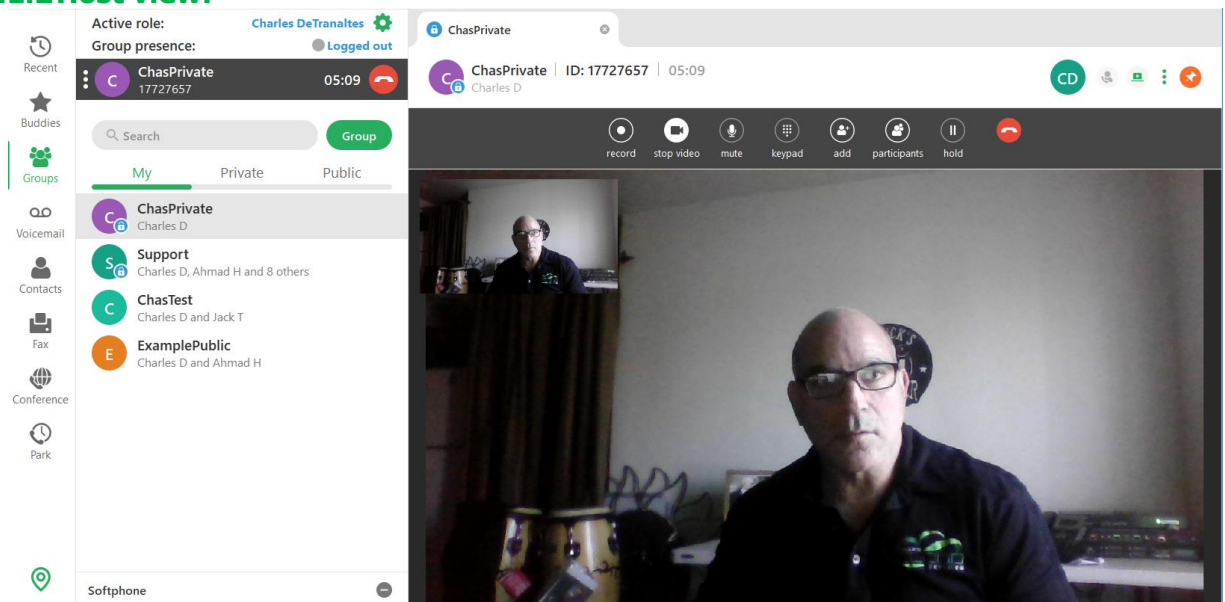 Recent
Buddies
Groups
Voicemail
Contacts
Fax
Conference
Park
Active role: Charles DeTranaltes
Group presence: Logged out
C ChasPrivate 05:09
17727657
Search Group
My Private Public
C ChasPrivate
Charles D
S Support
Charles D, Ahmad H and 8 others
C ChasTest
Charles D and Jack T
E ExamplePublic
Charles D and Ahmad H
Softphone
ChasPrivate
C ChasPrivate ID: 17727657 05:09 CD
Charles D
record stop video mute keypad add participants hold